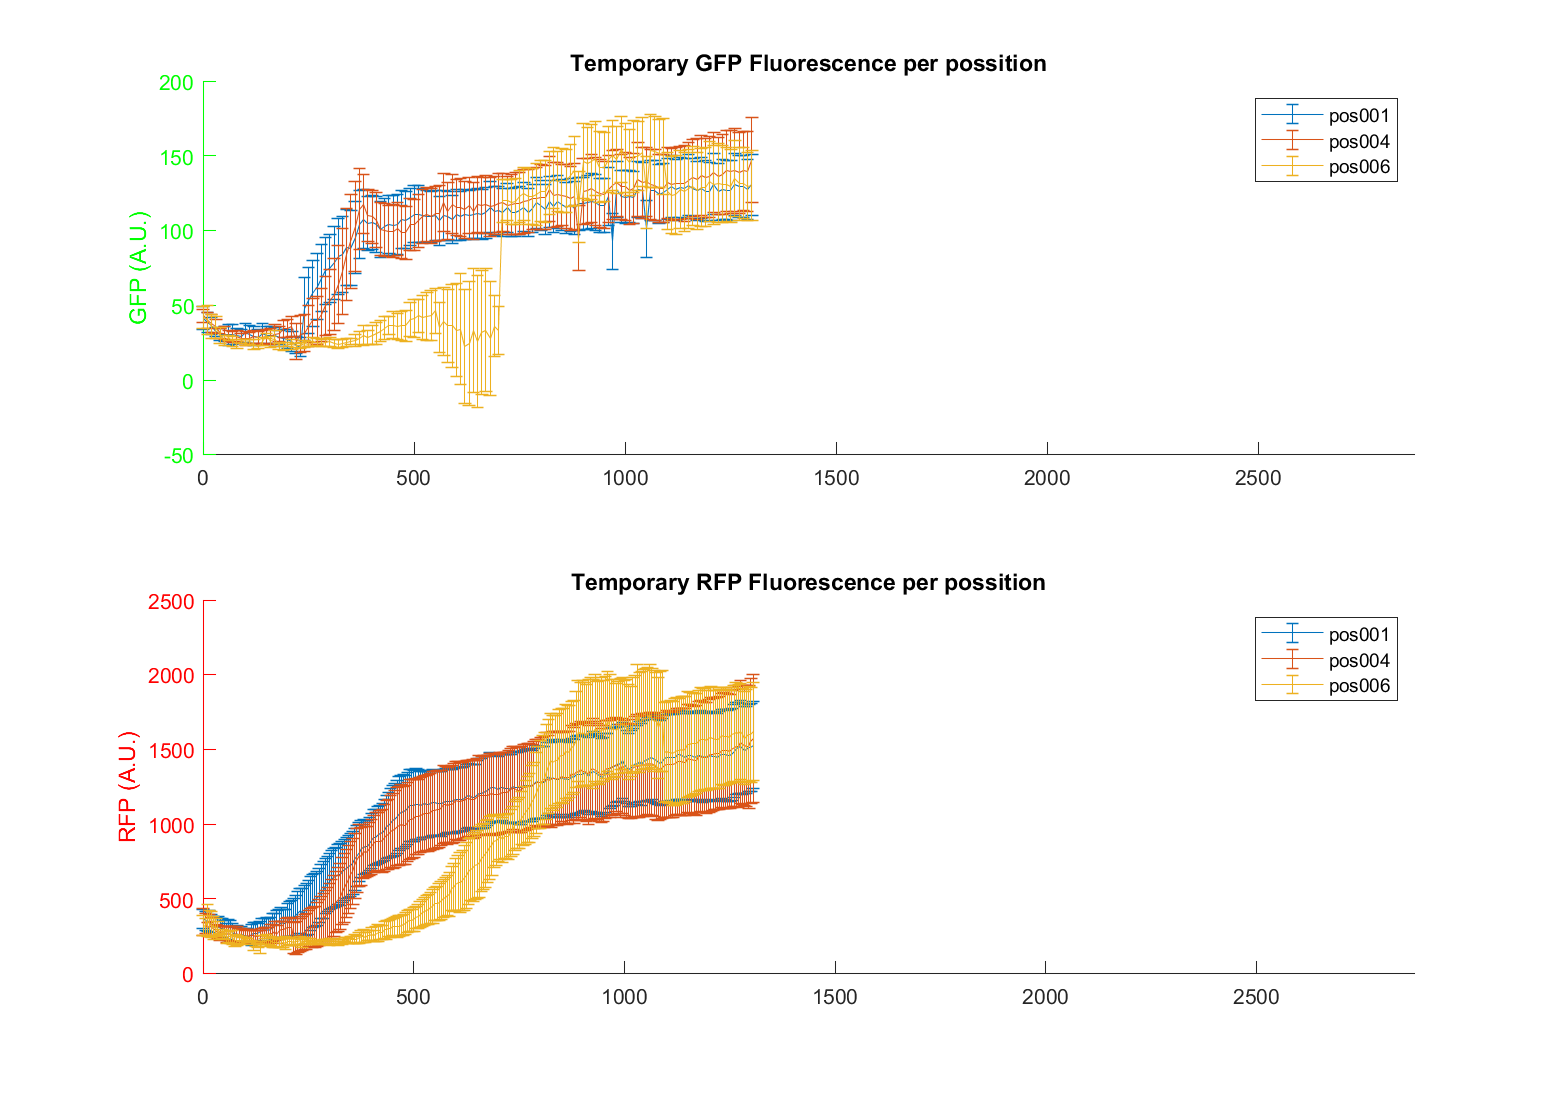 Temporary GFP Fluorescence per possition
GFP (A.U.)
200
150
100
50
0
-50
0 500 1000 1500 2000 2500
pos001
pos004
pos006
Temporary RFP Fluorescence per possition
RFP (A.U.)
2500
2000
1500
1000
500
0
0 500 1000 1500 2000 2500
pos001
pos004
pos006